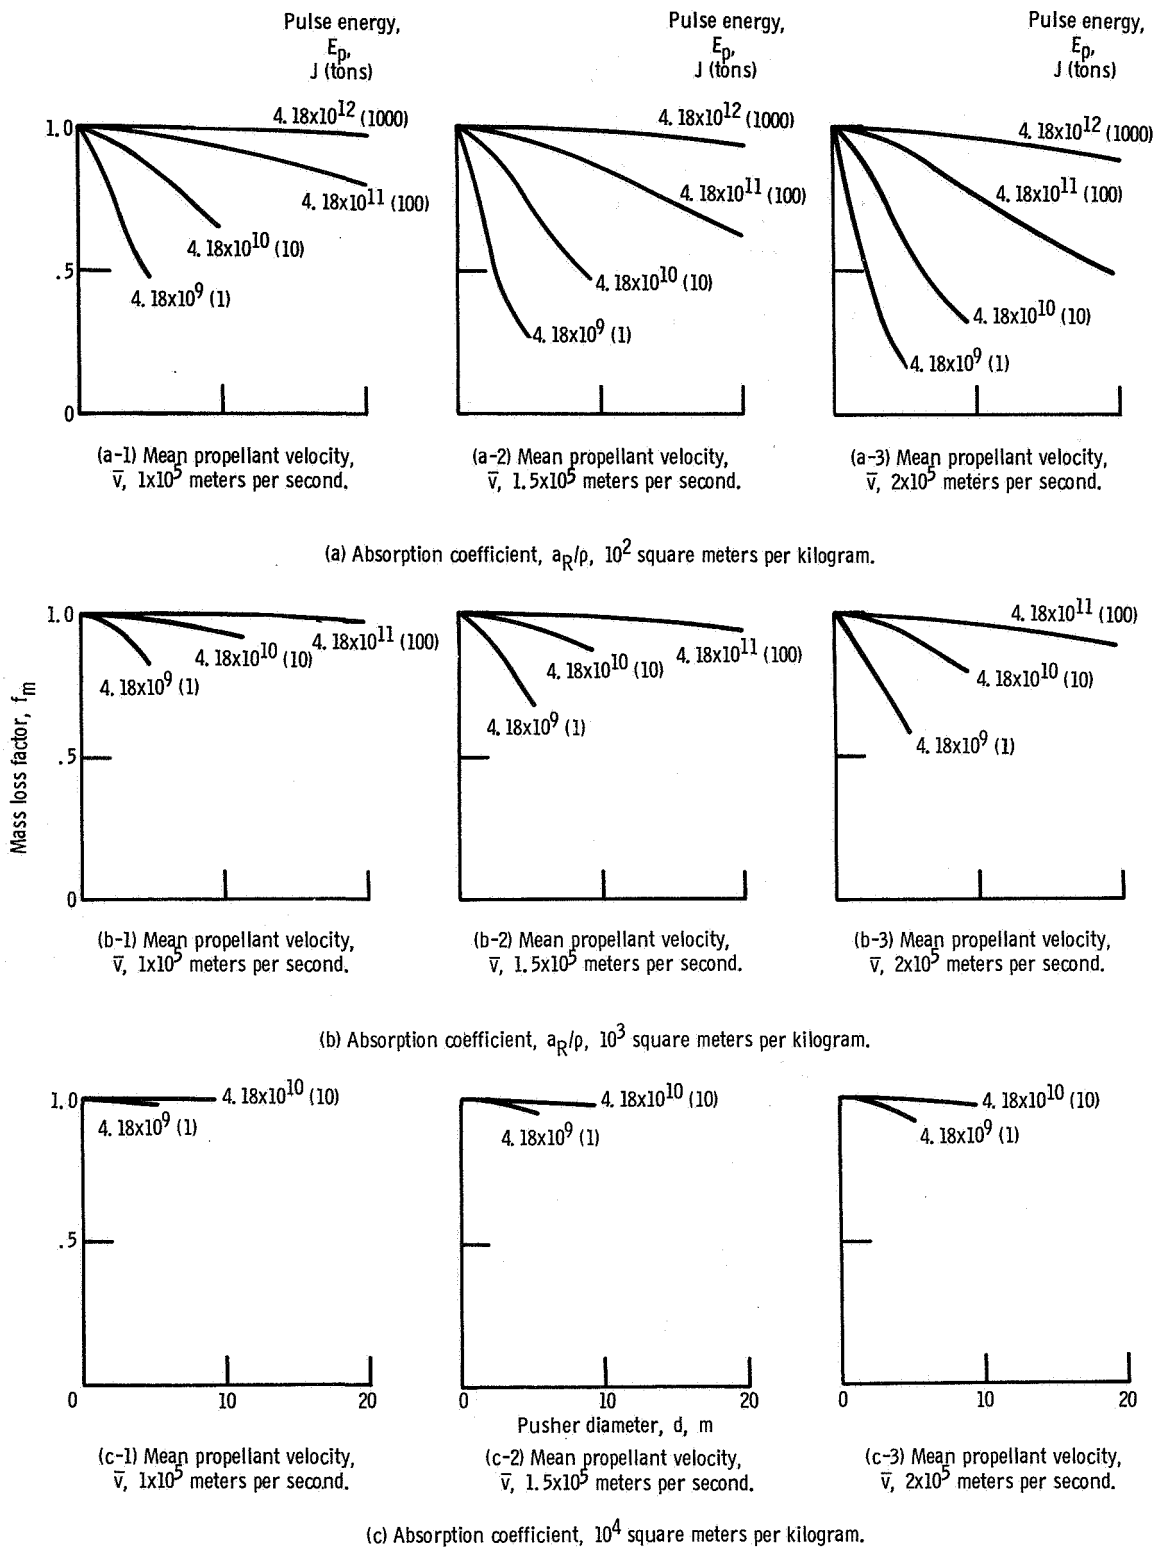 Pulse energy,
E_p,
J (tons)
Pulse energy,
E_p,
J (tons)
Pulse energy,
E_p,
J (tons)
1.0
.5
0
4.18x10^12 (1000)
4.18x10^11 (100)
4.18x10^10 (10)
4.18x10^9 (1)
4.18x10^12 (1000)
4.18x10^11 (100)
4.18x10^10 (10)
4.18x10^9 (1)
4.18x10^12 (1000)
4.18x10^11 (100)
4.18x10^10 (10)
4.18x10^9 (1)
(a-1) Mean propellant velocity,
v̅, 1x10^5 meters per second.
(a-2) Mean propellant velocity,
v̅, 1.5x10^5 meters per second.
(a-3) Mean propellant velocity,
v̅, 2x10^5 meters per second.
(a) Absorption coefficient, a_R/ρ, 10^2 square meters per kilogram.
Mass loss factor, f_m
1.0
.5
0
4.18x10^11 (100)
4.18x10^10 (10)
4.18x10^9 (1)
4.18x10^11 (100)
4.18x10^10 (10)
4.18x10^9 (1)
4.18x10^11 (100)
4.18x10^10 (10)
4.18x10^9 (1)
(b-1) Mean propellant velocity,
v̅, 1x10^5 meters per second.
(b-2) Mean propellant velocity,
v̅, 1.5x10^5 meters per second.
(b-3) Mean propellant velocity,
v̅, 2x10^5 meters per second.
(b) Absorption coefficient, a_R/ρ, 10^3 square meters per kilogram.
1.0
.5
4.18x10^10 (10)
4.18x10^9 (1)
4.18x10^10 (10)
4.18x10^9 (1)
4.18x10^10 (10)
4.18x10^9 (1)
0 10 20
0 10 20
0 10 20
Pusher diameter, d, m
(c-1) Mean propellant velocity,
v̅, 1x10^5 meters per second.
(c-2) Mean propellant velocity,
v̅, 1.5x10^5 meters per second.
(c-3) Mean propellant velocity,
v̅, 2x10^5 meters per second.
(c) Absorption coefficient, 10^4 square meters per kilogram.